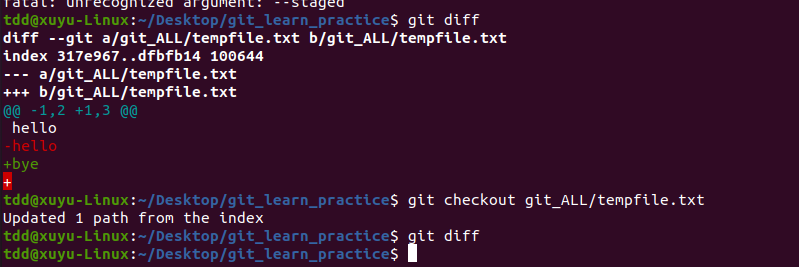 fatal: unrecognized argument: --staged
tdd@xuyu-Linux:~/Desktop/git_learn_practice$ git diff
diff --git a/git_ALL/tempfile.txt b/git_ALL/tempfile.txt
index 317e967..dfbfb14 100644
--- a/git_ALL/tempfile.txt
+++ b/git_ALL/tempfile.txt
@@ -1,2 +1,3 @@
 hello
-hello
+bye
+
tdd@xuyu-Linux:~/Desktop/git_learn_practice$ git checkout git_ALL/tempfile.txt
Updated 1 path from the index
tdd@xuyu-Linux:~/Desktop/git_learn_practice$ git diff
tdd@xuyu-Linux:~/Desktop/git_learn_practice$